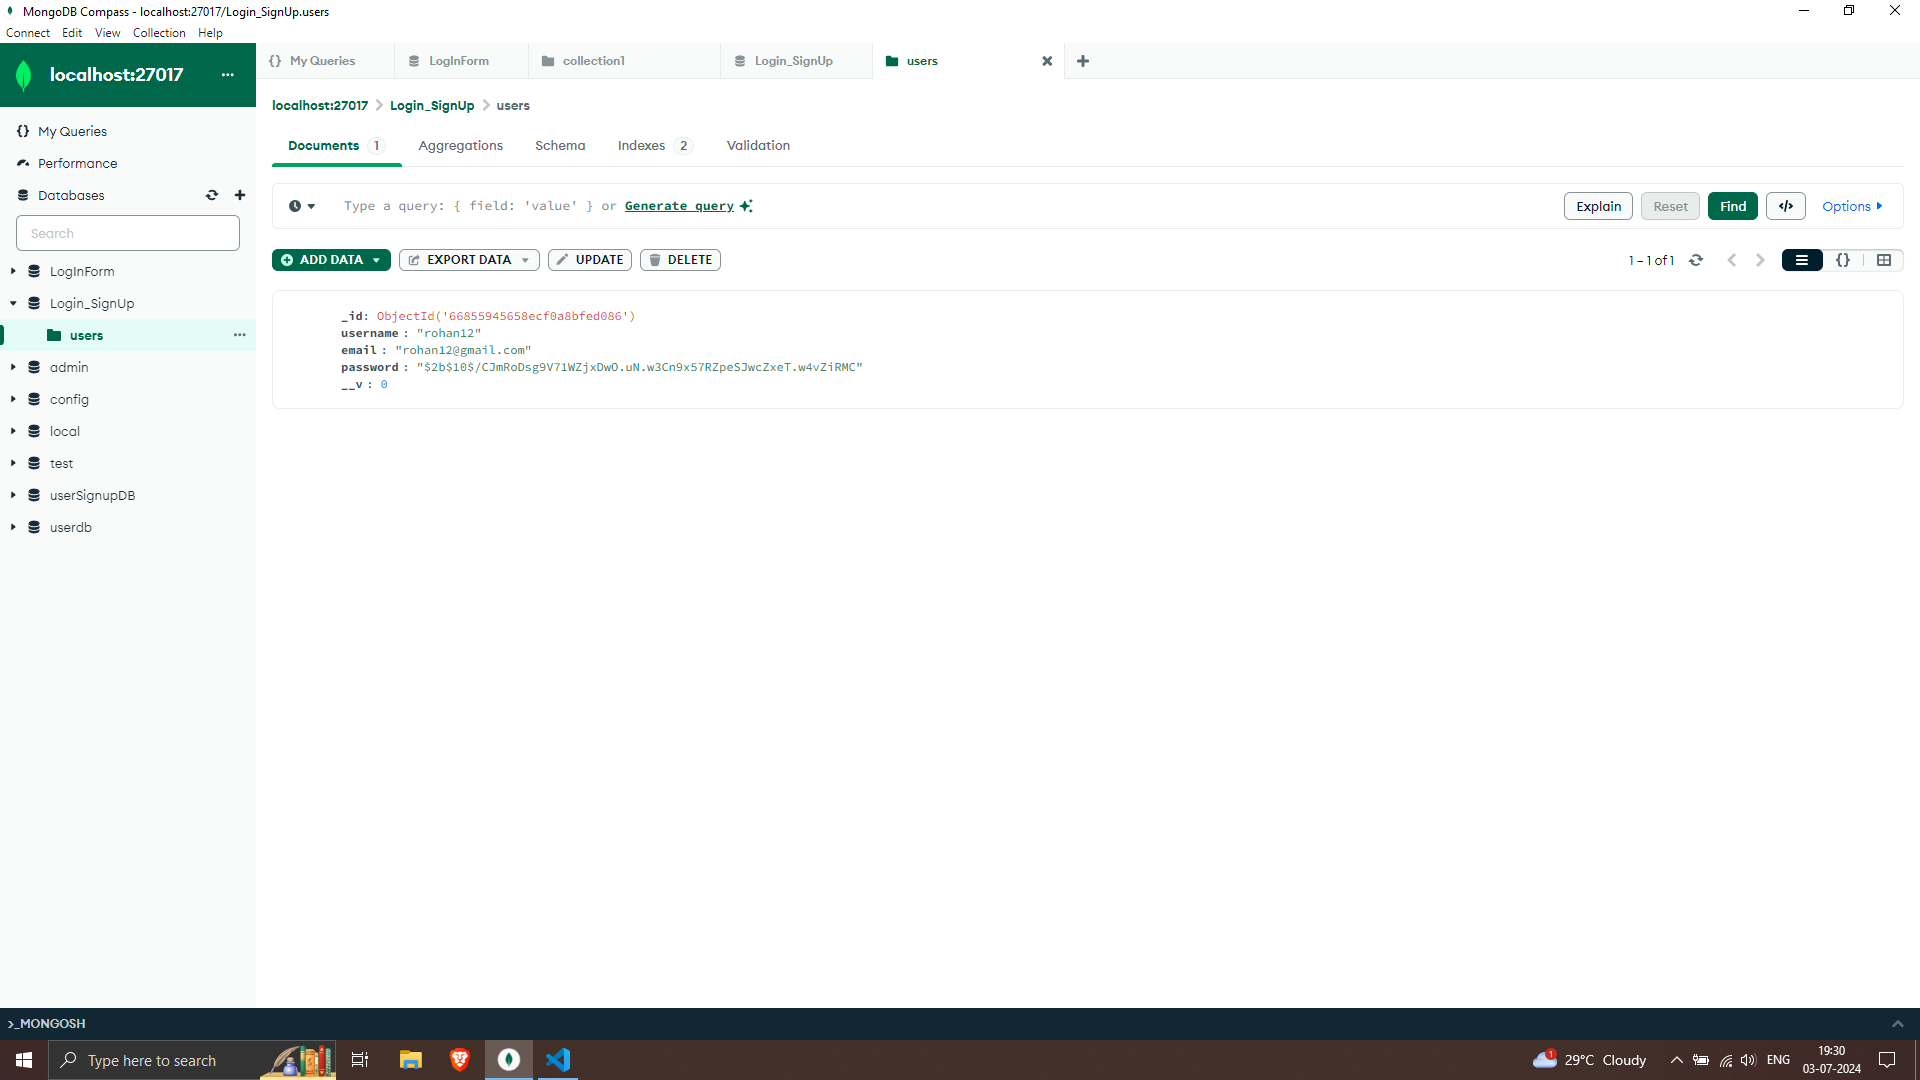 MongoDB Compass - localhost:27017/Login_SignUp.users
Connect Edit View Collection Help
localhost:27017 ...
My Queries LogInForm collection1 Login_SignUp users
localhost:27017 > Login_SignUp > users
My Queries
Performance
Databases
Search
LogInForm
Login_SignUp
users ...
admin
config
local
test
userSignupDB
userdb
Documents 1 Aggregations Schema Indexes 2 Validation
Type a query: { field: 'value' } or Generate query
Explain Reset Find </> Options
ADD DATA EXPORT DATA UPDATE DELETE
1 – 1 of 1 {}
_id: ObjectId('66855945658ecf0a8bfed086')
username : "rohan12"
email : "rohan12@gmail.com"
password : "$2b$10$/CJmRoDsg9V71WZjxDwO.uN.w3Cn9x57RZpeSJwcZxeT.w4vZiRMC"
__v : 0
>_MONGOSH
Type here to search
1 29°C Cloudy ENG
19:30
03-07-2024